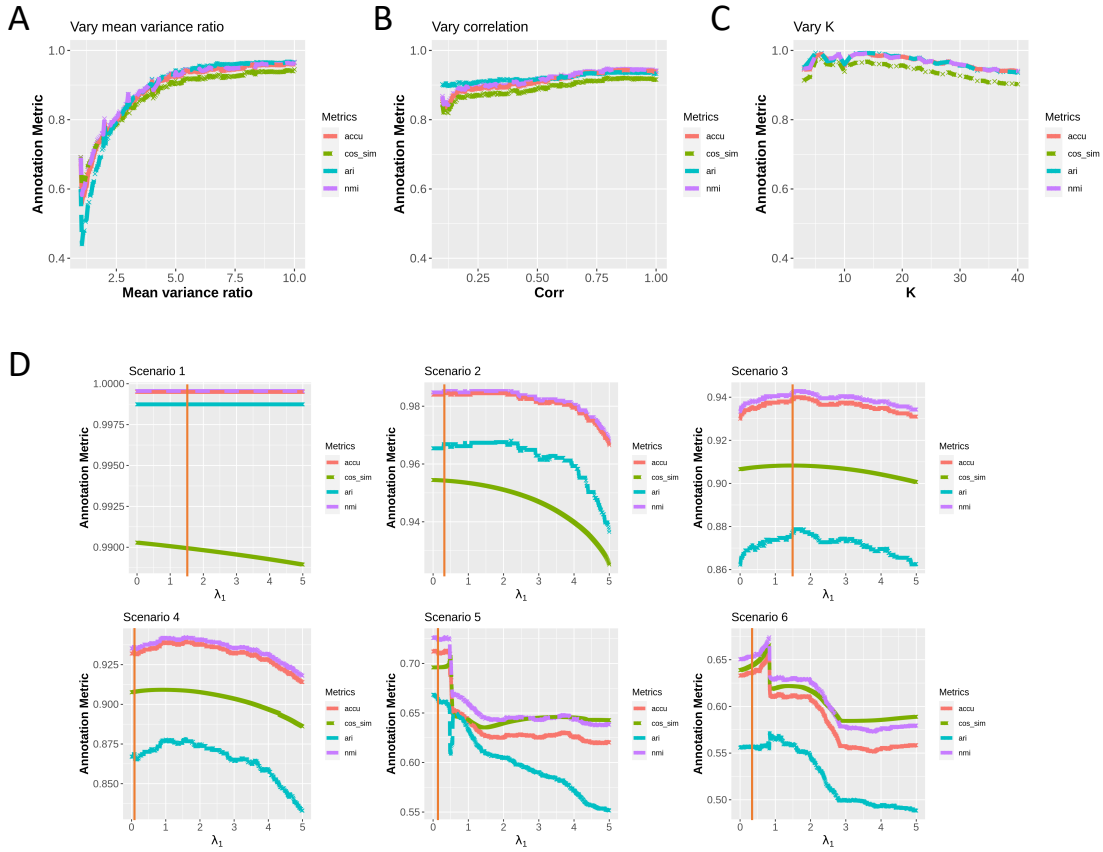 A
B
C
Vary mean variance ratio
Vary correlation
Vary K
Annotation Metric
1.0
0.8
0.6
0.4
2.5 5.0 7.5 10.0
Mean variance ratio
Metrics
accu
cos_sim
ari
nmi
Annotation Metric
1.0
0.8
0.6
0.4
0.25 0.50 0.75 1.00
Corr
Metrics
accu
cos_sim
ari
nmi
Annotation Metric
1.0
0.8
0.6
0.4
10 20 30 40
K
Metrics
accu
cos_sim
ari
nmi
D
Scenario 1
Annotation Metric
1.0000
0.9975
0.9950
0.9925
0.9900
0 1 2 3 4 5
λ1
Metrics
accu
cos_sim
ari
nmi
Scenario 2
Annotation Metric
0.98
0.96
0.94
0 1 2 3 4 5
λ1
Metrics
accu
cos_sim
ari
nmi
Scenario 3
Annotation Metric
0.94
0.92
0.90
0.88
0.86
0 1 2 3 4 5
λ1
Metrics
accu
cos_sim
ari
nmi
Scenario 4
Annotation Metric
0.925
0.900
0.875
0.850
0 1 2 3 4 5
λ1
Metrics
accu
cos_sim
ari
nmi
Scenario 5
Annotation Metric
0.70
0.65
0.60
0.55
0 1 2 3 4 5
λ1
Metrics
accu
cos_sim
ari
nmi
Scenario 6
Annotation Metric
0.65
0.60
0.55
0.50
0 1 2 3 4 5
λ1
Metrics
accu
cos_sim
ari
nmi